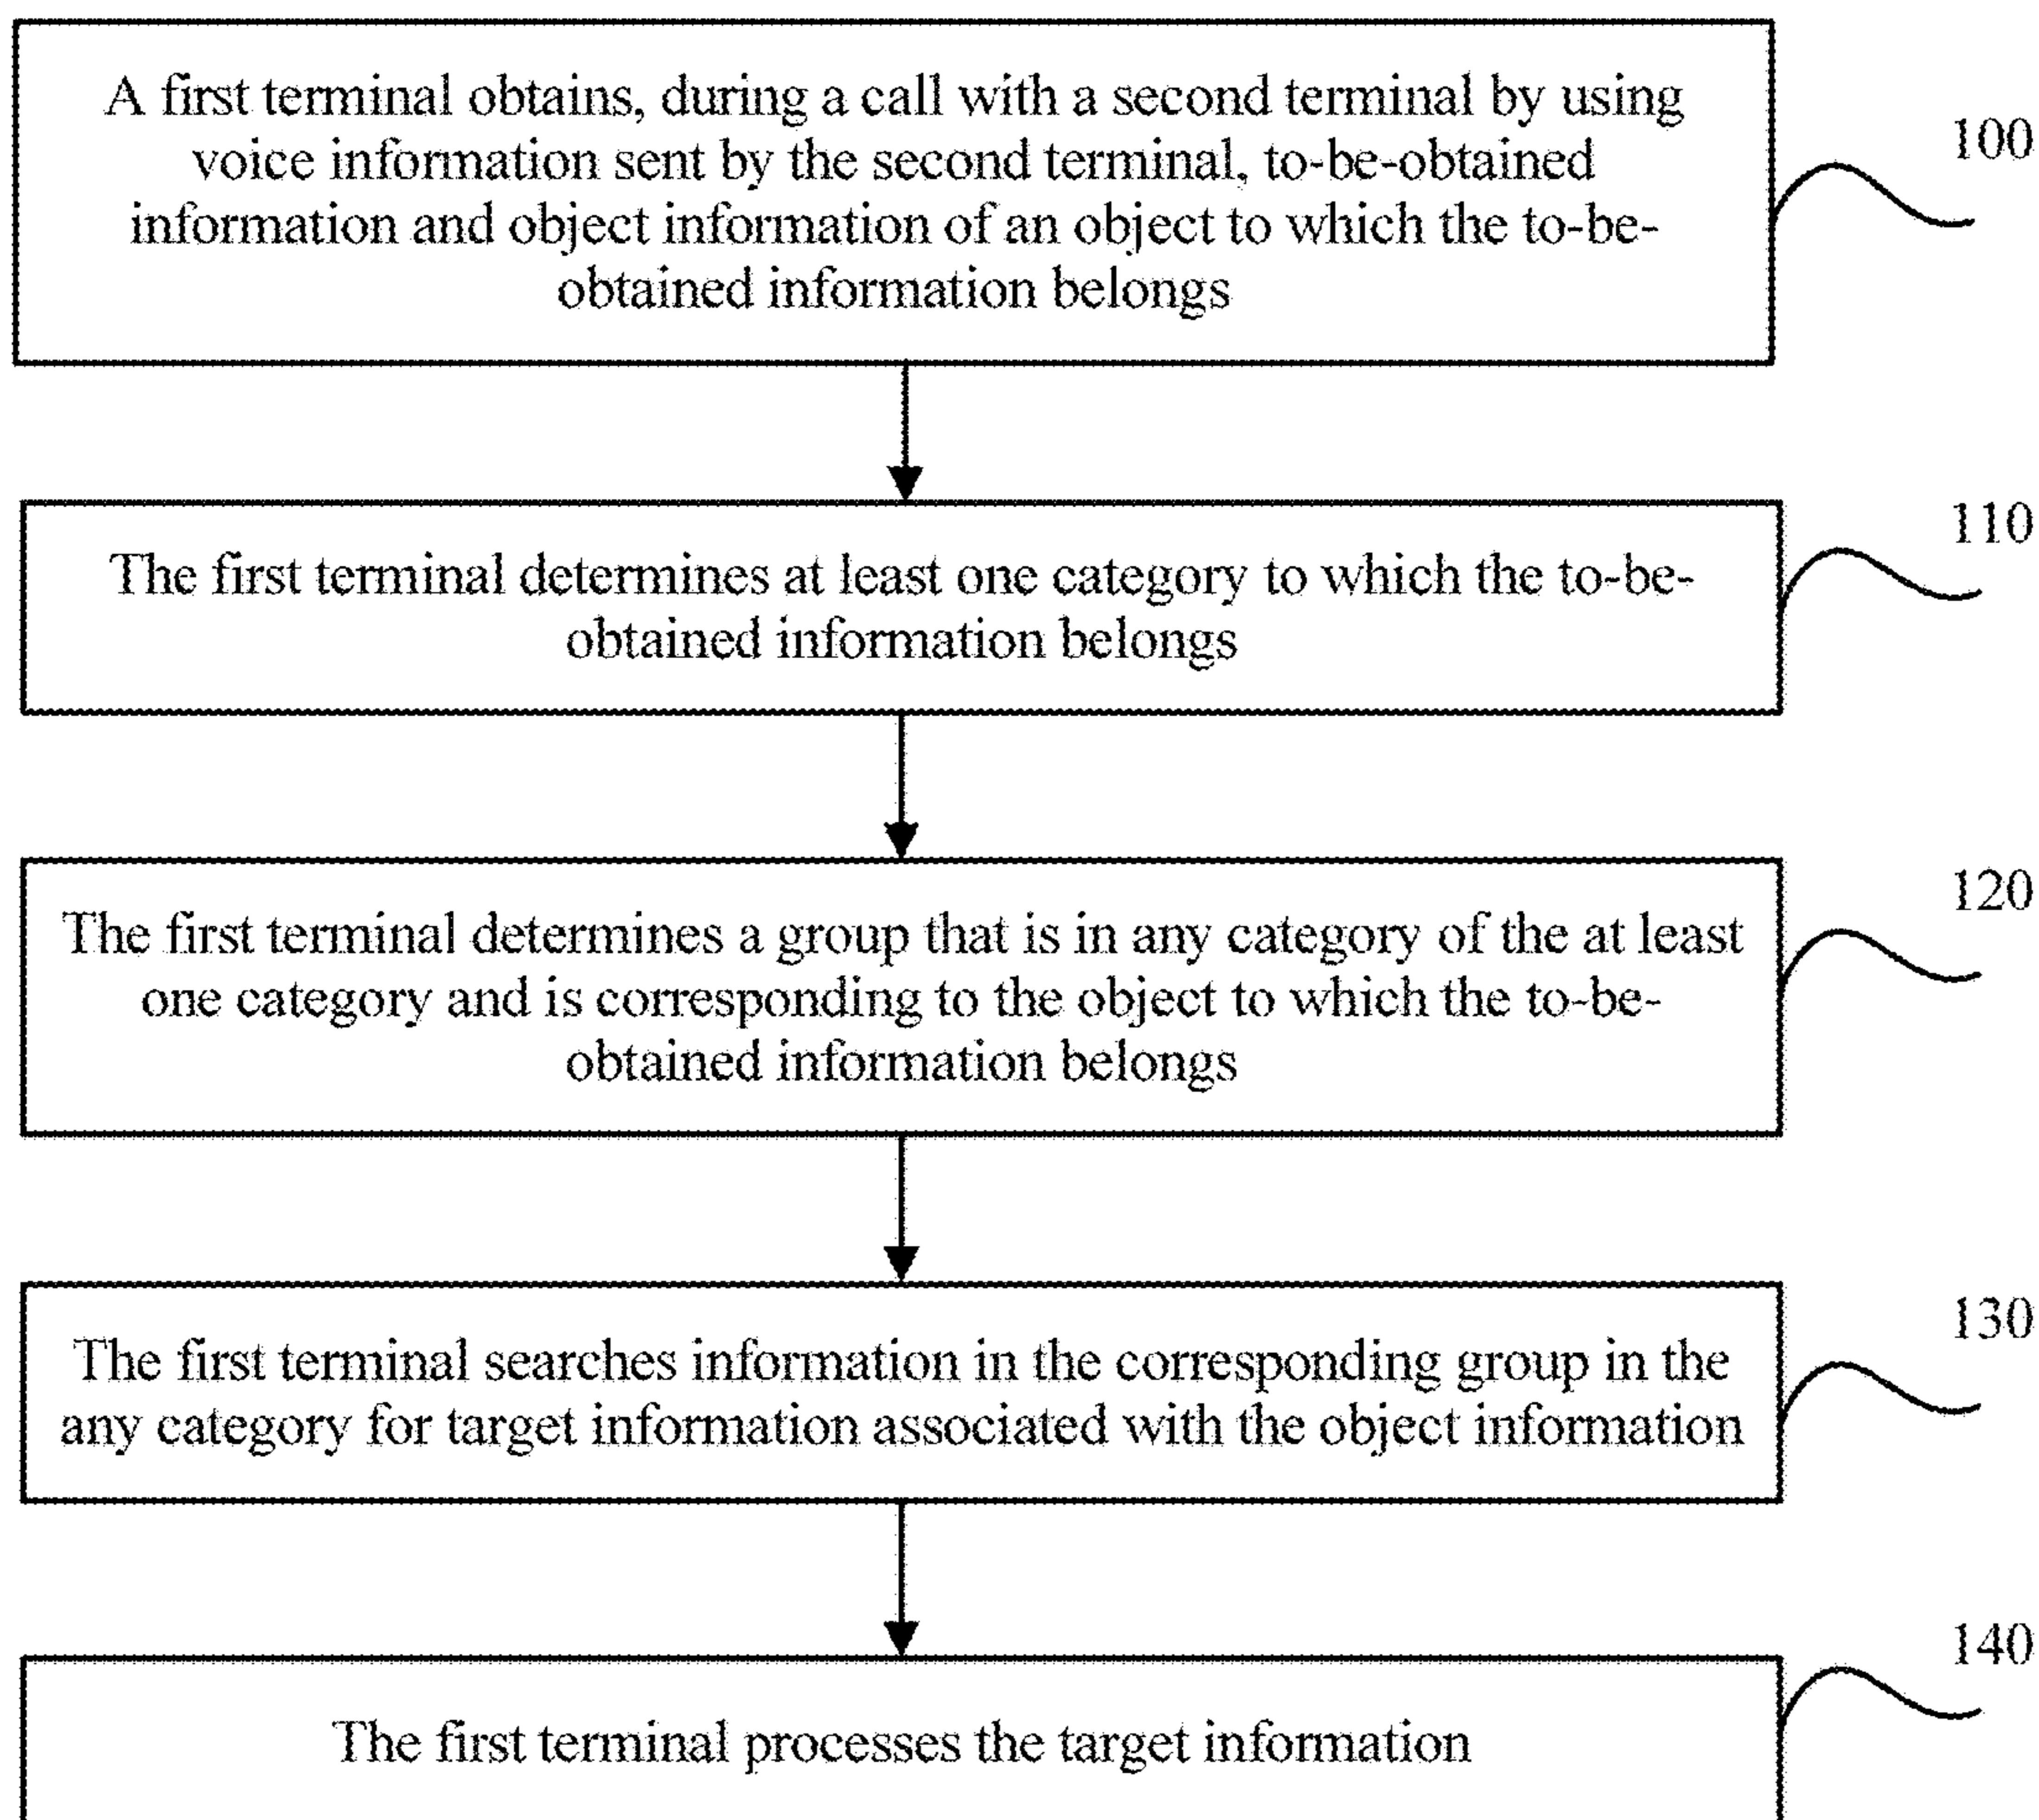 A first terminal obtains, during a call with a second terminal by using
voice information sent by the second terminal, to-be-obtained
information and object information of an object to which the to-be-
obtained information belongs
100
The first terminal determines at least one category to which the to-be-
obtained information belongs
110
The first terminal determines a group that is in any category of the at least
one category and is corresponding to the object to which the to-be-
obtained information belongs
120
The first terminal searches information in the corresponding group in the
any category for target information associated with the object information
130
The first terminal processes the target information
140